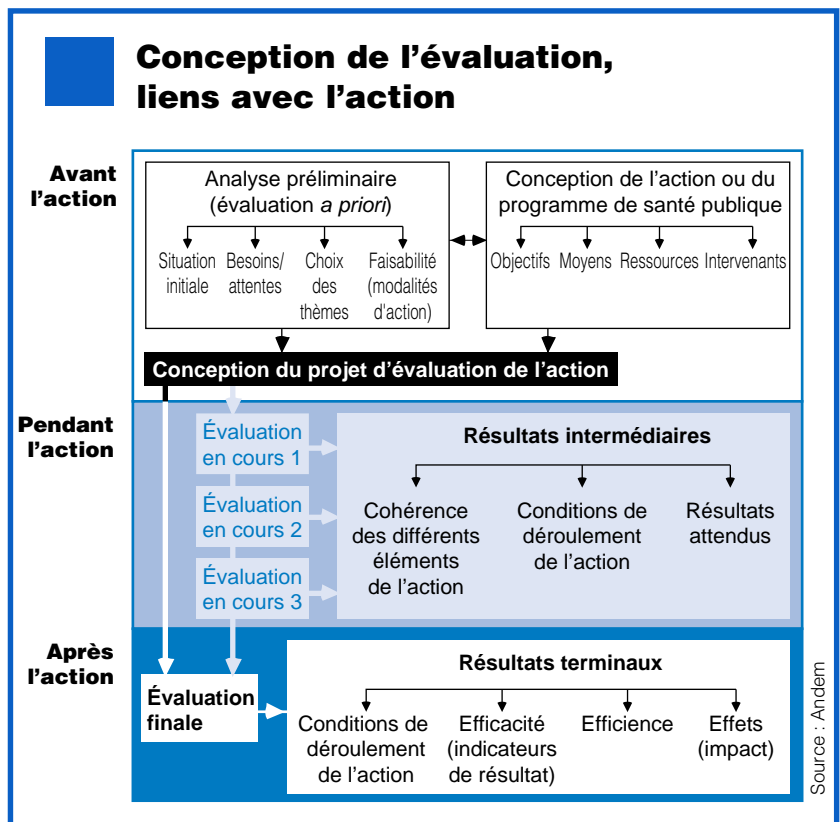 Conception de l'évaluation,
liens avec l'action
Avant
l'action
Analyse préliminaire
(évaluation a priori)
Situation
initiale
Besoins/
attentes
Choix
des
thèmes
Faisabilité
(modalités
d'action)
Conception de l'action ou du
programme de santé publique
Objectifs
Moyens
Ressources
Intervenants
Conception du projet d'évaluation de l'action
Pendant
l'action
Évaluation
en cours 1
Évaluation
en cours 2
Évaluation
en cours 3
Résultats intermédiaires
Cohérence
des différents
éléments
de l'action
Conditions de
déroulement
de l'action
Résultats
attendus
Après
l'action
Évaluation
finale
Résultats terminaux
Conditions de
déroulement
de l'action
Efficacité
(indicateurs
de résultat)
Efficience
Effets
(impact)
Source : Andem